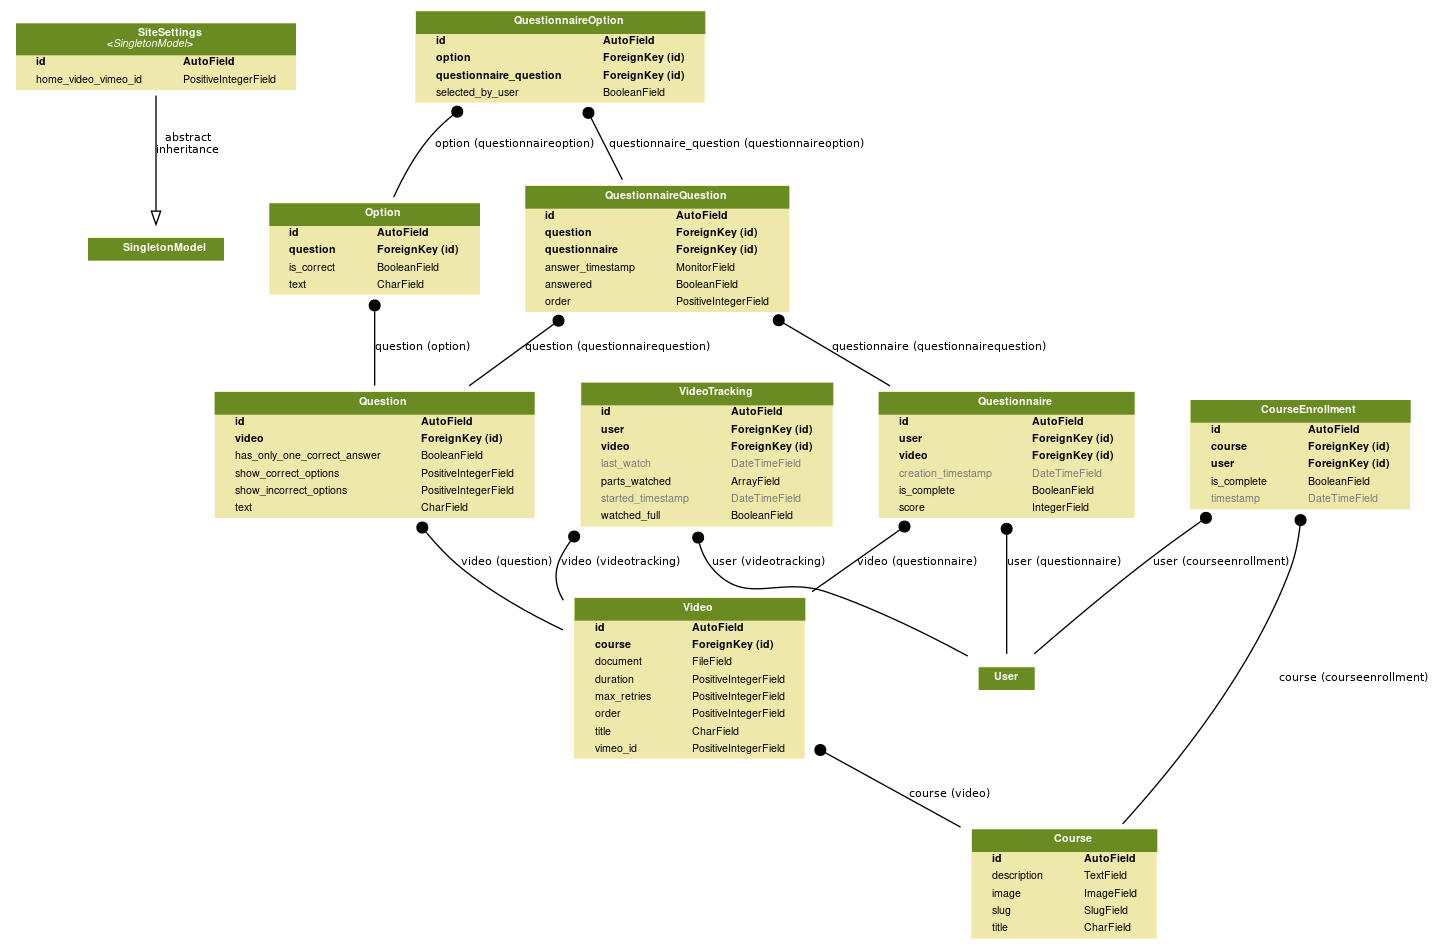 SiteSettings
<SingletonModel>
id AutoField
home_video_vimeo_id PositiveIntegerField
QuestionnaireOption
id AutoField
option ForeignKey (id)
questionnaire_question ForeignKey (id)
selected_by_user BooleanField
abstract
inheritance
option (questionnaireoption)
questionnaire_question (questionnaireoption)
SingletonModel
Option
id AutoField
question ForeignKey (id)
is_correct BooleanField
text CharField
QuestionnaireQuestion
id AutoField
question ForeignKey (id)
questionnaire ForeignKey (id)
answer_timestamp MonitorField
answered BooleanField
order PositiveIntegerField
question (option)
question (questionnairequestion)
questionnaire (questionnairequestion)
Question
id AutoField
video ForeignKey (id)
has_only_one_correct_answer BooleanField
show_correct_options PositiveIntegerField
show_incorrect_options PositiveIntegerField
text CharField
VideoTracking
id AutoField
user ForeignKey (id)
video ForeignKey (id)
last_watch DateTimeField
parts_watched ArrayField
started_timestamp DateTimeField
watched_full BooleanField
Questionnaire
id AutoField
user ForeignKey (id)
video ForeignKey (id)
creation_timestamp DateTimeField
is_complete BooleanField
score IntegerField
CourseEnrollment
id AutoField
course ForeignKey (id)
user ForeignKey (id)
is_complete BooleanField
timestamp DateTimeField
video (question)
video (videotracking)
user (videotracking)
video (questionnaire)
user (questionnaire)
user (courseenrollment)
Video
id AutoField
course ForeignKey (id)
document FileField
duration PositiveIntegerField
max_retries PositiveIntegerField
order PositiveIntegerField
title CharField
vimeo_id PositiveIntegerField
User
course (courseenrollment)
course (video)
Course
id AutoField
description TextField
image ImageField
slug SlugField
title CharField